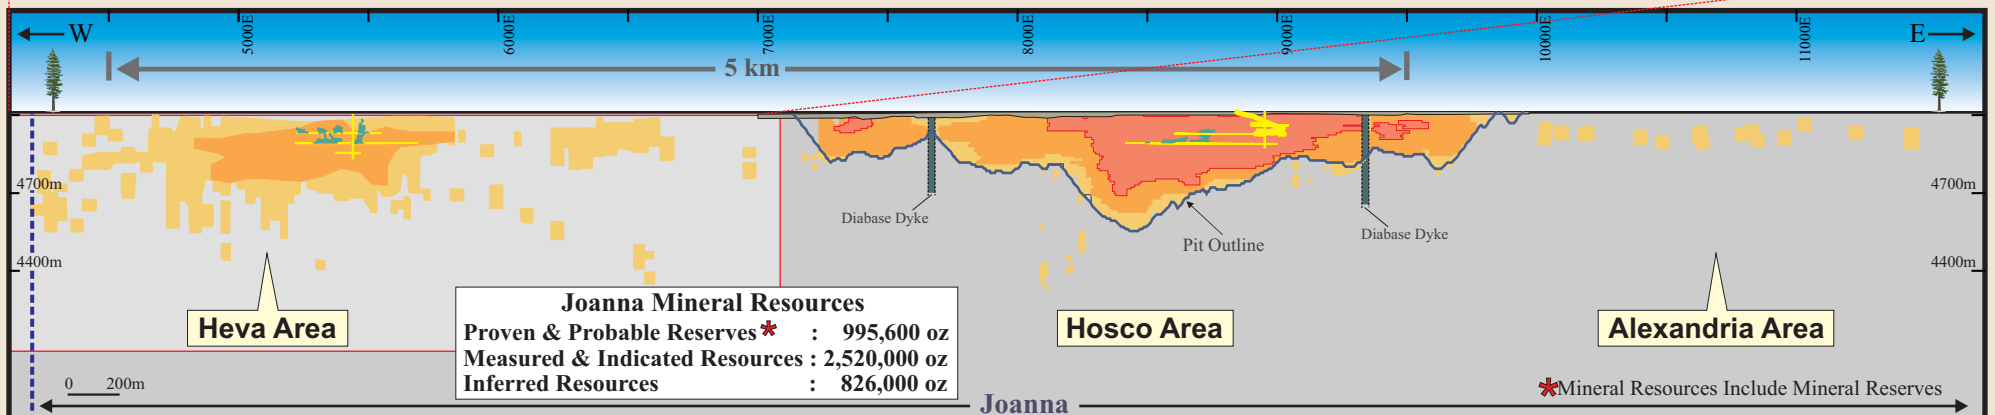 W
5000E
6000E
7000E
8000E
9000E
10000E
11000E
E
5 km
4700m
4700m
Diabase Dyke
Diabase Dyke
Pit Outline
4400m
4400m
Heva Area
Hosco Area
Alexandria Area
Joanna Mineral Resources
Proven & Probable Reserves* : 995,600 oz
Measured & Indicated Resources : 2,520,000 oz
Inferred Resources : 826,000 oz
0 200m
*Mineral Resources Include Mineral Reserves
Joanna